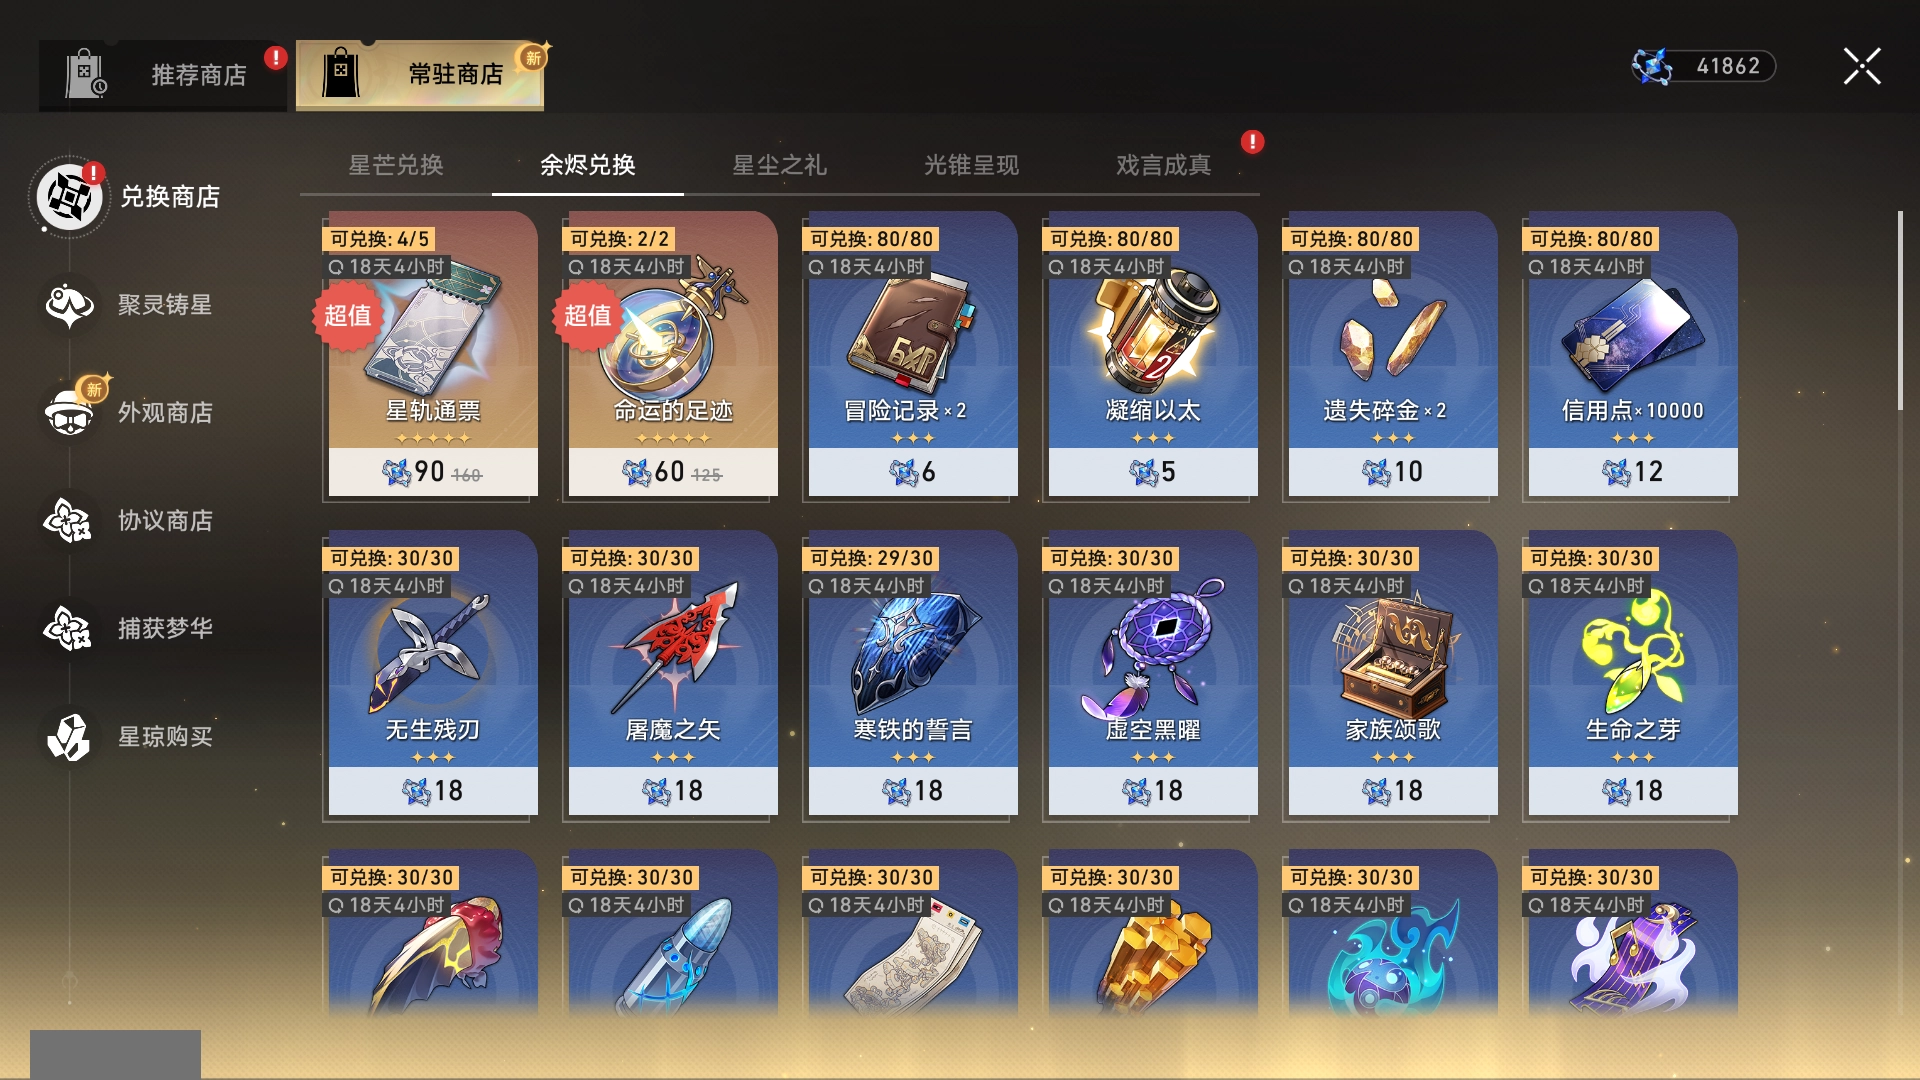 推荐商店
常驻商店
新
41862
兑换商店
聚灵铸星
新
外观商店
协议商店
捕获梦华
星琼购买
星芒兑换
余烬兑换
星尘之礼
光锥呈现
戏言成真
可兑换: 4/5
18天4小时
超值
星轨通票
90 160
可兑换: 2/2
18天4小时
超值
命运的足迹
60 125
可兑换: 80/80
18天4小时
冒险记录×2
6
可兑换: 80/80
18天4小时
凝缩以太
5
可兑换: 80/80
18天4小时
遗失碎金×2
10
可兑换: 80/80
18天4小时
信用点×10000
12
可兑换: 30/30
18天4小时
无生残刃
18
可兑换: 30/30
18天4小时
屠魔之矢
18
可兑换: 29/30
18天4小时
寒铁的誓言
18
可兑换: 30/30
18天4小时
虚空黑曜
18
可兑换: 30/30
18天4小时
家族颂歌
18
可兑换: 30/30
18天4小时
生命之芽
18
可兑换: 30/30
18天4小时
可兑换: 30/30
18天4小时
可兑换: 30/30
18天4小时
可兑换: 30/30
18天4小时
可兑换: 30/30
18天4小时
可兑换: 30/30
18天4小时